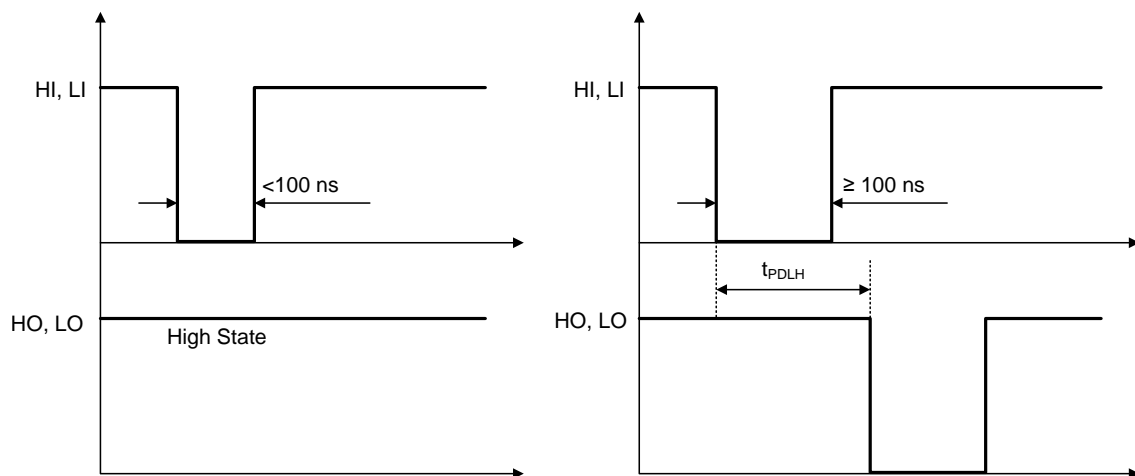 HI, LI
<100 ns
HO, LO
High State
HI, LI
≥ 100 ns
tPDLH
HO, LO